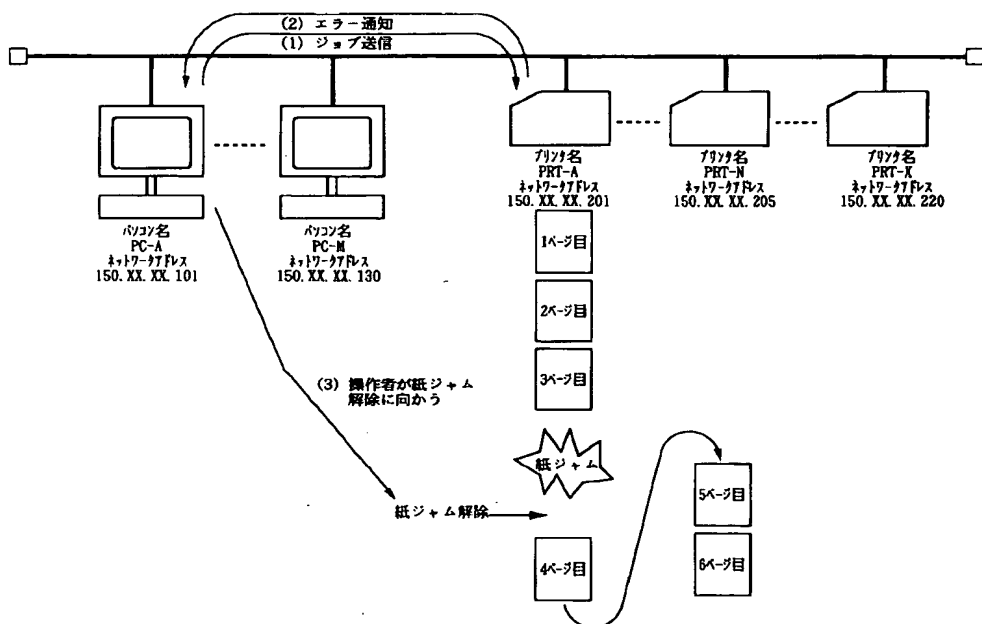 (2) エラー通知
(1) ジョブ送信
パソコン名
PC-A
ネットワークアドレス
150.XX.XX.101
パソコン名
PC-M
ネットワークアドレス
150.XX.XX.130
プリンタ名
PRT-A
ネットワークアドレス
150.XX.XX.201
プリンタ名
PRT-N
ネットワークアドレス
150.XX.XX.205
プリンタ名
PRT-X
ネットワークアドレス
150.XX.XX.220
1ページ目
2ページ目
3ページ目
(3) 操作者が紙ジャム
解除に向かう
紙ジャム
紙ジャム解除
4ページ目
5ページ目
6ページ目